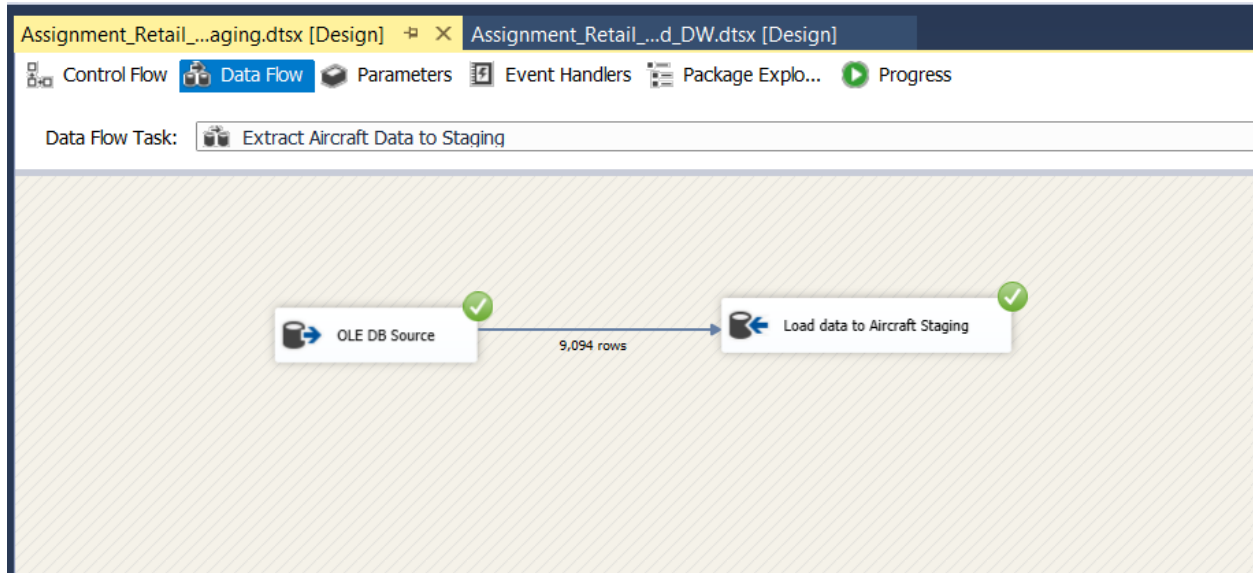 Assignment_Retail_...aging.dtsx [Design] Assignment_Retail_...d_DW.dtsx [Design]
Control Flow Data Flow Parameters Event Handlers Package Explo... Progress
Data Flow Task: Extract Aircraft Data to Staging
OLE DB Source
9,094 rows
Load data to Aircraft Staging